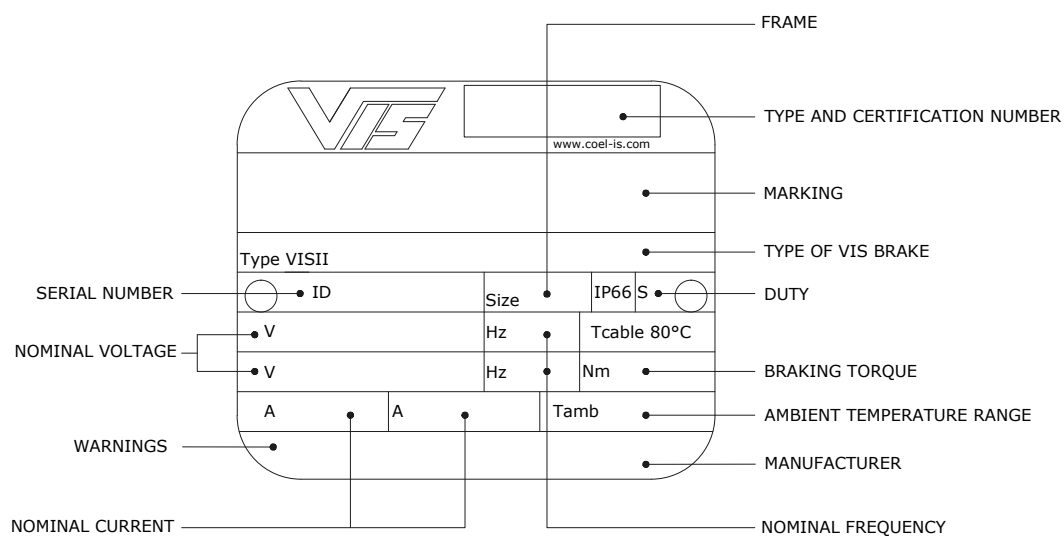 FRAME
VIS
TYPE AND CERTIFICATION NUMBER
www.coel-is.com
MARKING
Type VISII
TYPE OF VIS BRAKE
SERIAL NUMBER
ID
Size
IP66
S
DUTY
NOMINAL VOLTAGE
V
Hz
Tcable 80°C
V
Hz
Nm
BRAKING TORQUE
A
A
Tamb
AMBIENT TEMPERATURE RANGE
WARNINGS
MANUFACTURER
NOMINAL CURRENT
NOMINAL FREQUENCY